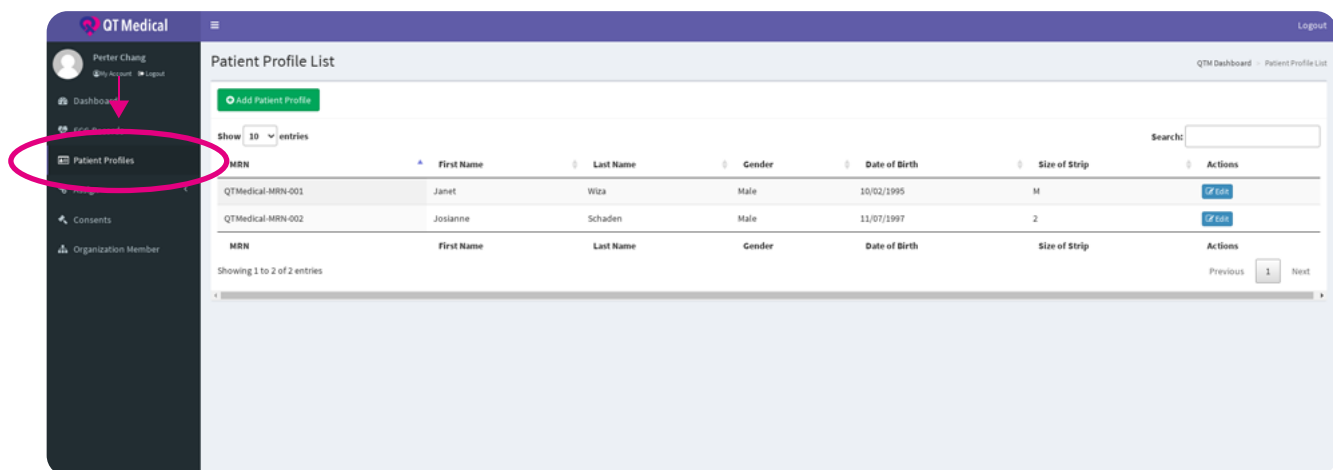 QT Medical
Logout
Perter Chang
My Account Logout
Patient Profile List
QTM Dashboard > Patient Profile List
Dashboard
Add Patient Profile
Show 10 entries
Search:
Patient Profiles
MRN First Name Last Name Gender Date of Birth Size of Strip Actions
QTMedical-MRN-001 Janet Wiza Male 10/02/1995 M Edit
QTMedical-MRN-002 Josianne Schaden Male 11/07/1997 2 Edit
Consents
Organization Member
MRN First Name Last Name Gender Date of Birth Size of Strip Actions
Showing 1 to 2 of 2 entries
Previous 1 Next